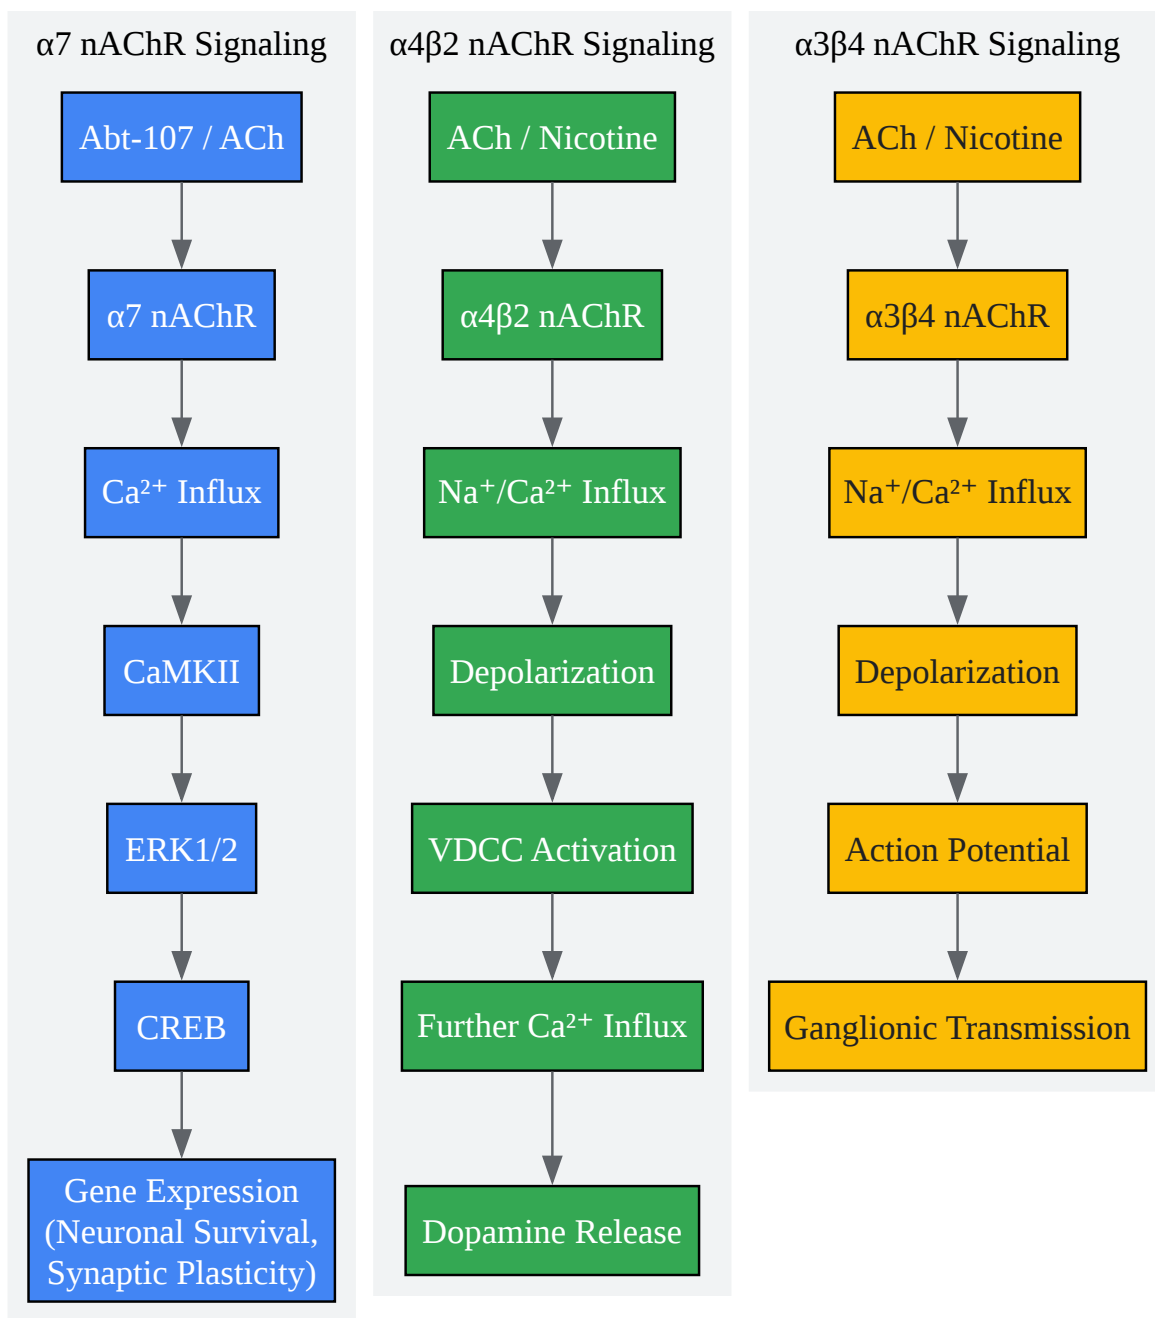 α7 nAChR Signaling
Abt-107 / ACh
α7 nAChR
Ca²⁺ Influx
CaMKII
ERK1/2
CREB
Gene Expression
(Neuronal Survival,
Synaptic Plasticity)
α4β2 nAChR Signaling
ACh / Nicotine
α4β2 nAChR
Na⁺/Ca²⁺ Influx
Depolarization
VDCC Activation
Further Ca²⁺ Influx
Dopamine Release
α3β4 nAChR Signaling
ACh / Nicotine
α3β4 nAChR
Na⁺/Ca²⁺ Influx
Depolarization
Action Potential
Ganglionic Transmission